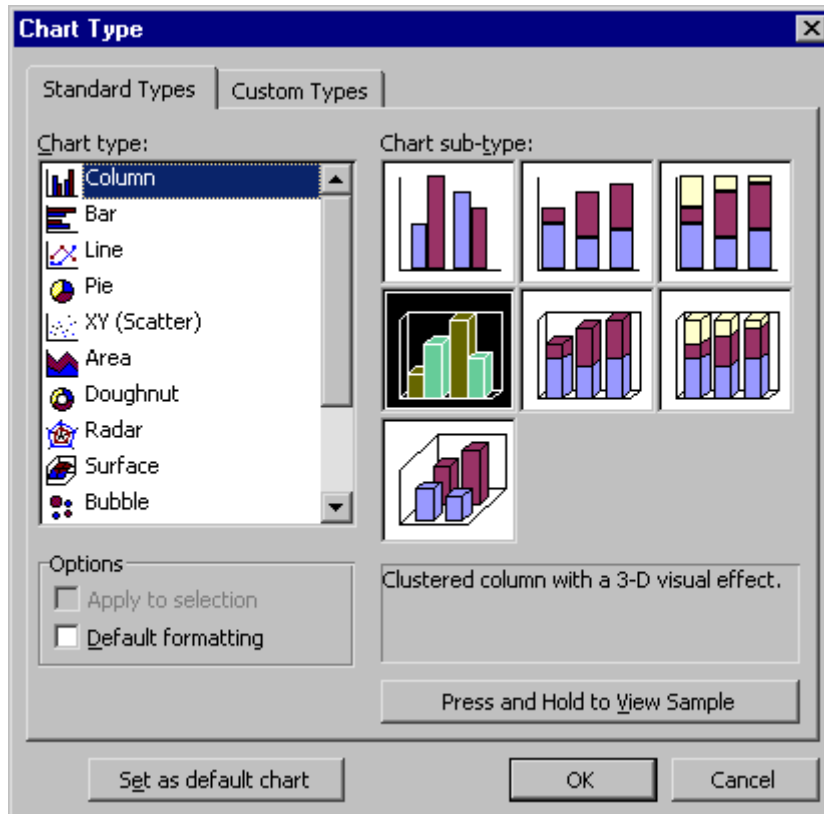 Chart Type
Standard Types
Custom Types
Chart type:
Column
Bar
Line
Pie
XY (Scatter)
Area
Doughnut
Radar
Surface
Bubble
Chart sub-type:
Options
Apply to selection
Default formatting
Clustered column with a 3-D visual effect.
Press and Hold to View Sample
Set as default chart
OK
Cancel